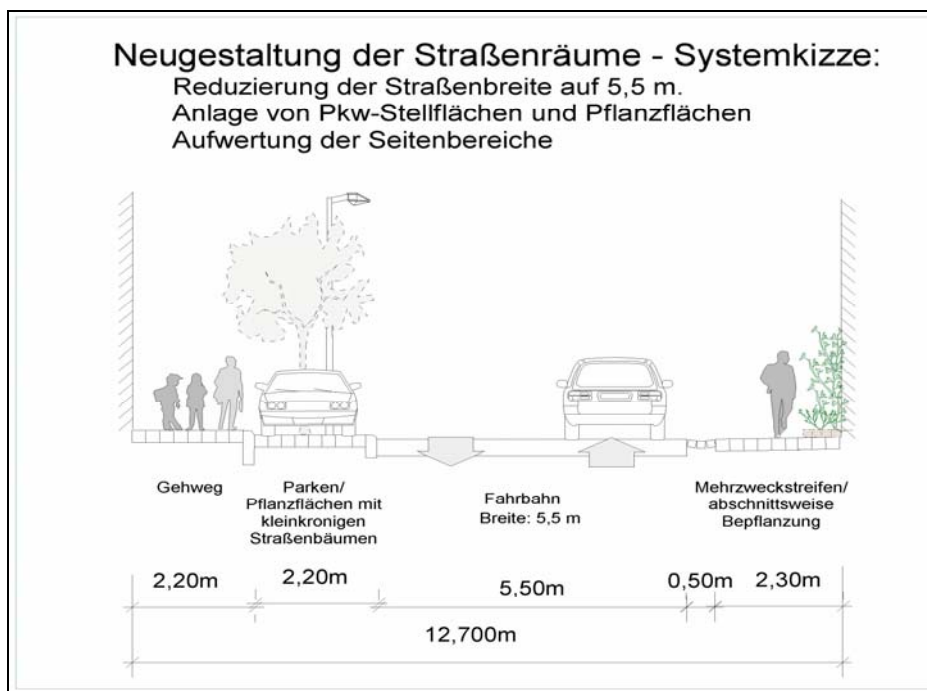 Neugestaltung der Straßenräume - Systemkizze:
Reduzierung der Straßenbreite auf 5,5 m.
Anlage von Pkw-Stellflächen und Pflanzflächen
Aufwertung der Seitenbereiche
Gehweg
Parken/
Pflanzflächen mit
kleinkronigen
Straßenbäumen
Fahrbahn
Breite: 5,5 m
Mehrzweckstreifen/
abschnittsweise
Bepflanzung
2,20m
2,20m
5,50m
0,50m
2,30m
12,700m